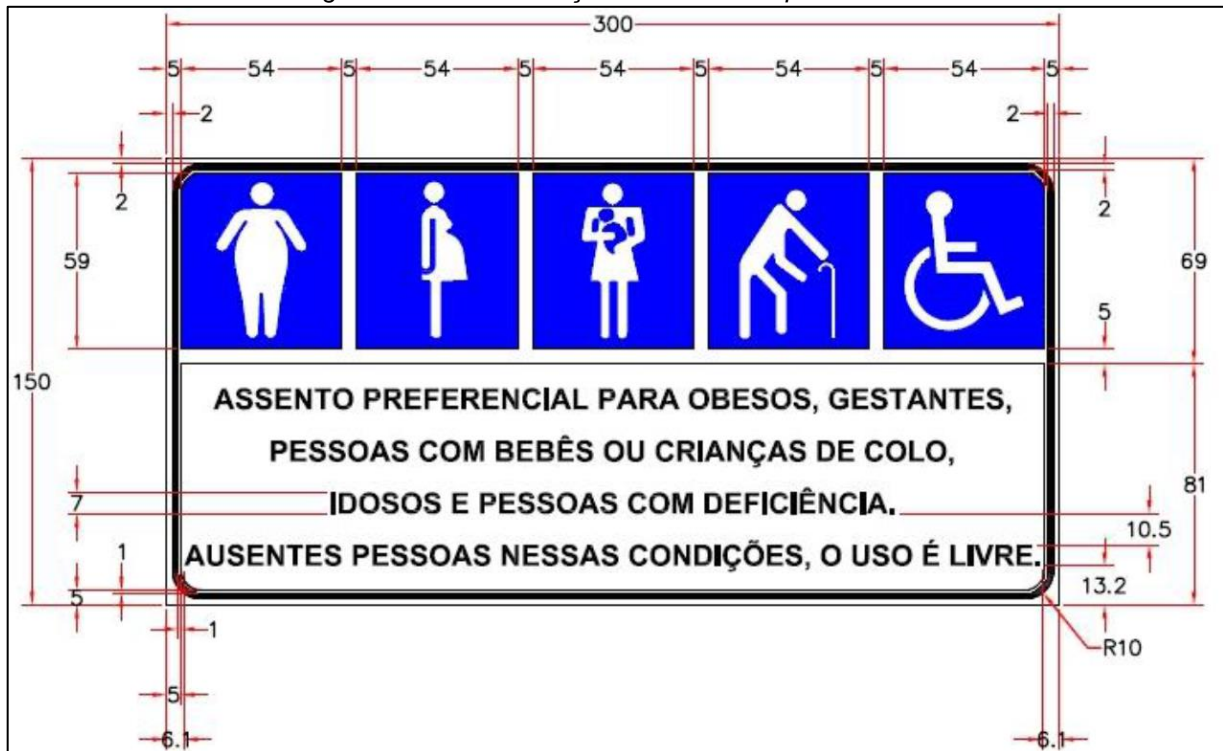 300
5 54 5 54 5 54 5 54 5 54 5
2 2
2 2
59 69
5
150
ASSENTO PREFERENCIAL PARA OBESOS, GESTANTES,
PESSOAS COM BEBÊS OU CRIANÇAS DE COLO,
81
7 IDOSOS E PESSOAS COM DEFICIÊNCIA.
10.5
1 AUSENTES PESSOAS NESSAS CONDIÇÕES, O USO É LIVRE.
13.2
5
1
R10
5
6.1 6.1